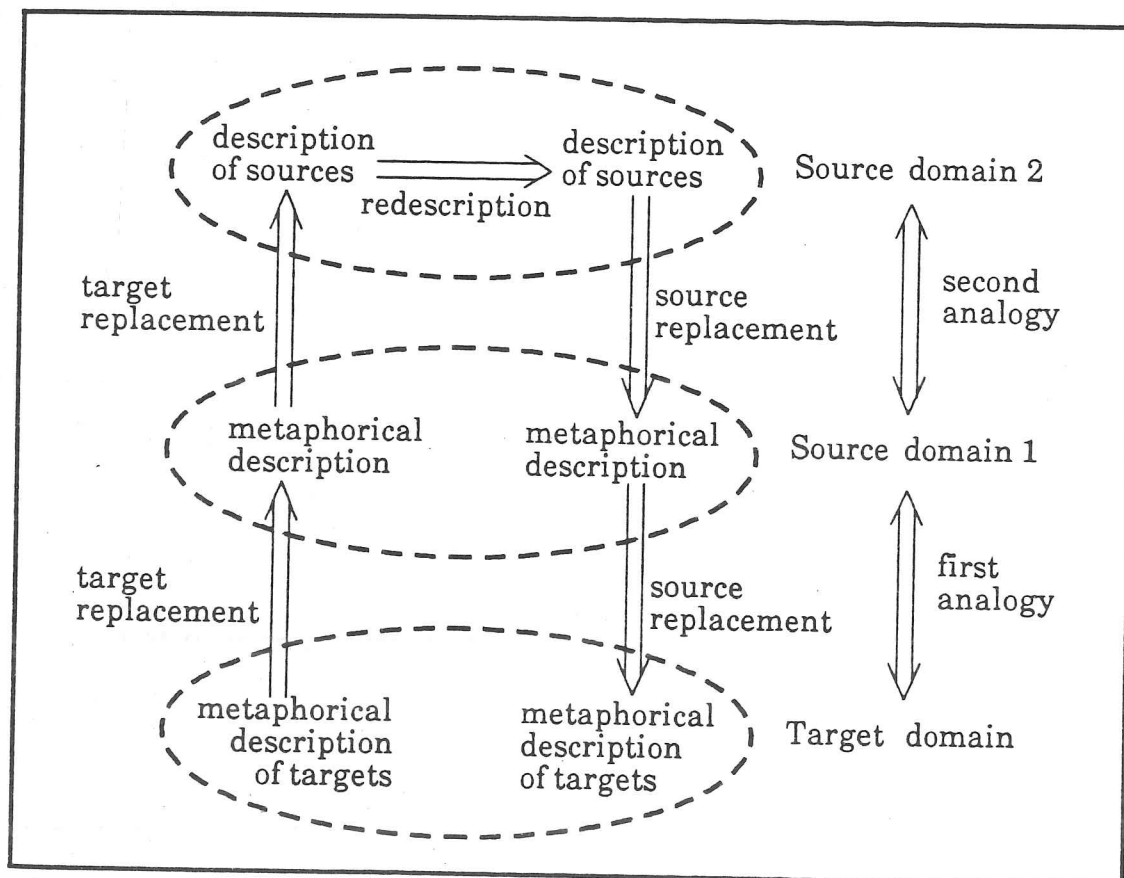 description
of sources
description
of sources
redescription
Source domain 2
target
replacement
source
replacement
second
analogy
metaphorical
description
metaphorical
description
Source domain 1
target
replacement
source
replacement
first
analogy
metaphorical
description
of targets
metaphorical
description
of targets
Target domain